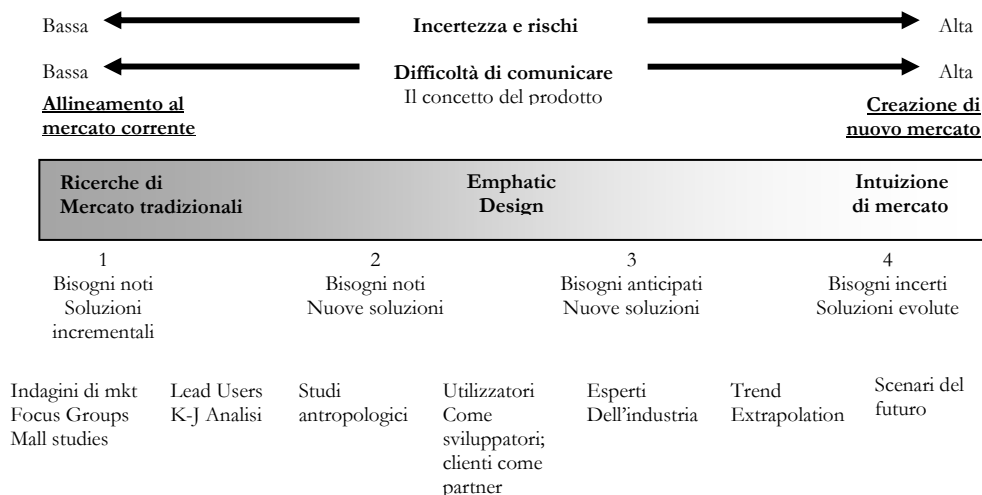 Bassa Incertezza e rischi Alta
Bassa Difficoltà di comunicare Alta
Il concetto del prodotto
Allineamento al
mercato corrente
Creazione di
nuovo mercato
Ricerche di
Mercato tradizionali
Emphatic
Design
Intuizione
di mercato
1
Bisogni noti
Soluzioni
incrementali
2
Bisogni noti
Nuove soluzioni
3
Bisogni anticipati
Nuove soluzioni
4
Bisogni incerti
Soluzioni evolute
Indagini di mkt
Focus Groups
Mall studies
Lead Users
K-J Analisi
Studi
antropologici
Utilizzatori
Come
sviluppatori;
clienti come
partner
Esperti
Dell'industria
Trend
Extrapolation
Scenari del
futuro